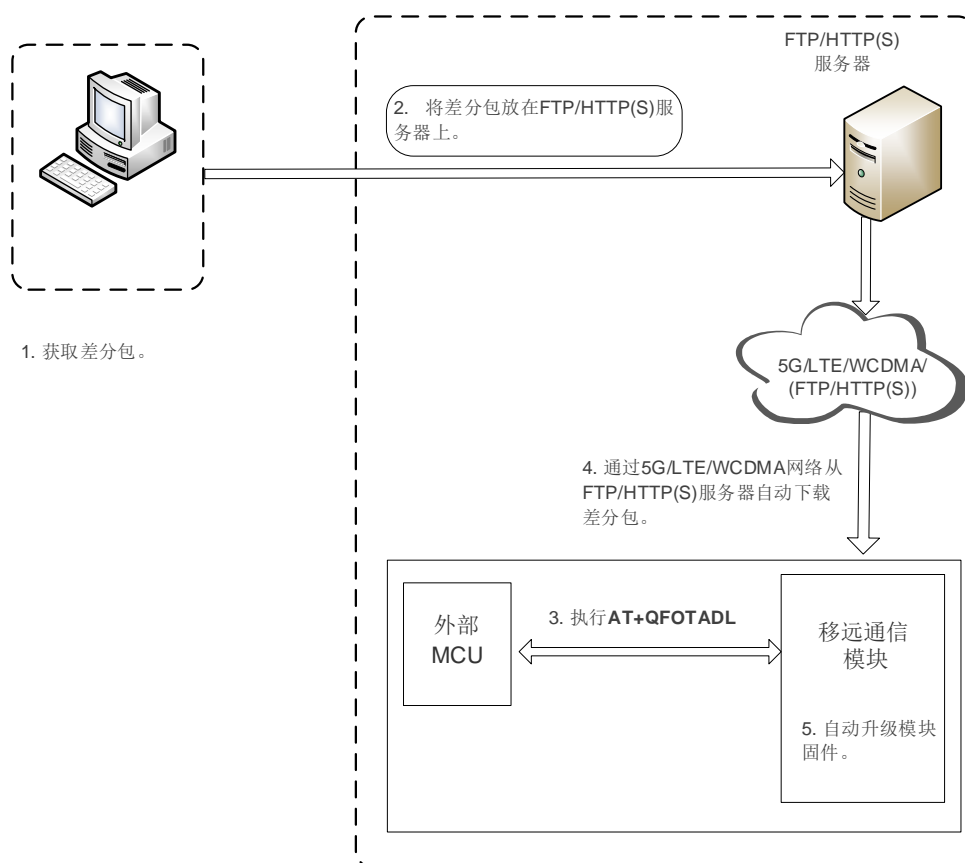 FTP/HTTP(S)
服务器
2. 将差分包放在FTP/HTTP(S)服
务器上。
1. 获取差分包。
5G/LTE/WCDMA/
(FTP/HTTP(S))
4. 通过5G/LTE/WCDMA网络从
FTP/HTTP(S)服务器自动下载
差分包。
外部
MCU
3. 执行AT+QFOTADL
移远通信
模块
5. 自动升级模块
固件。